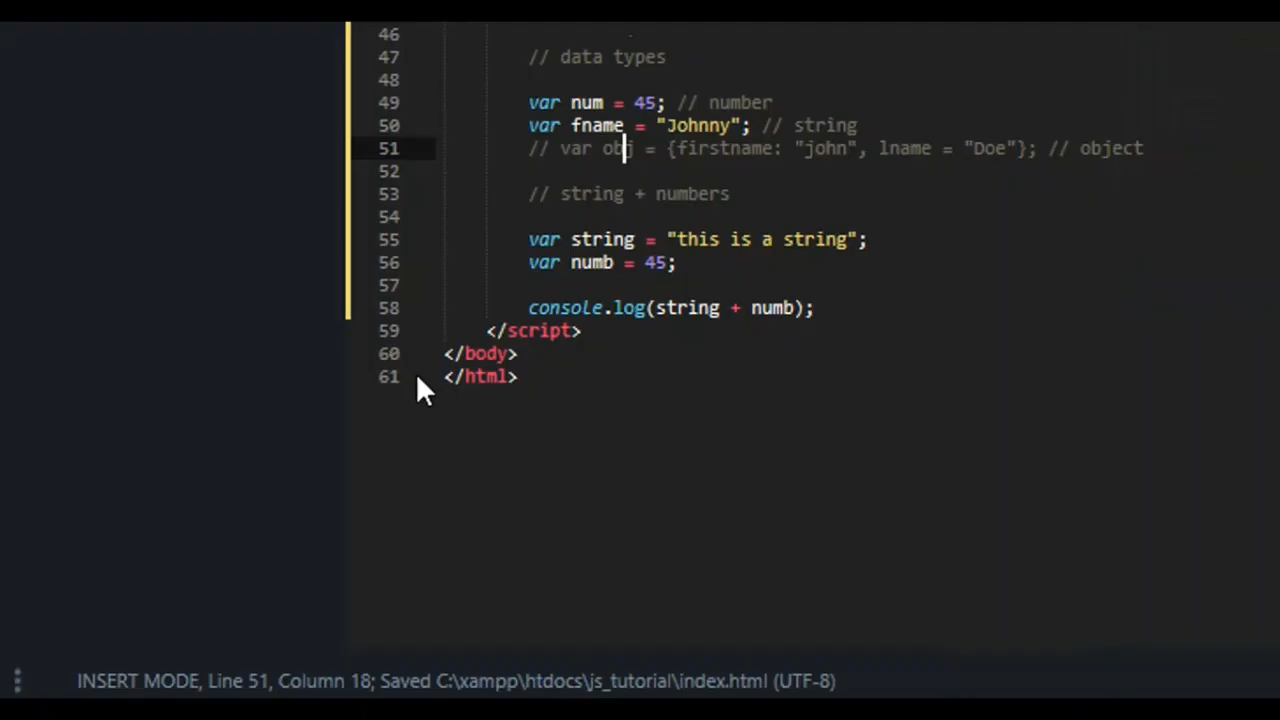 46
47 // data types
48
49 var num = 45; // number
50 var fname = "Johnny"; // string
51 // var obj = {firstname: "john", lname = "Doe"}; // object
52
53 // string + numbers
54
55 var string = "this is a string";
56 var numb = 45;
57
58 console.log(string + numb);
59 </script>
60 </body>
61 </html>
INSERT MODE, Line 51, Column 18; Saved C:\xampp\htdocs\js_tutorial\index.html (UTF-8)